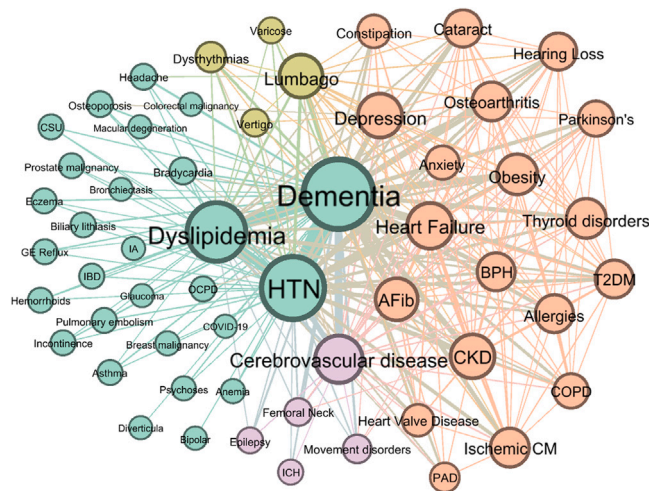 Varicose
Constipation
Cataract
Dysrhythmias
Hearing Loss
Headache
Lumbago
Osteoporosis
Colorectal malignancy
Depression
Osteoarthritis
CSU
Macular degeneration
Vertigo
Parkinson's
Prostate malignancy
Bradycardia
Anxiety
Obesity
Eczema
Bronchiectasis
Dementia
Biliary lithiasis
Dyslipidemia
Heart Failure
Thyroid disorders
GE Reflux
IA
IBD
BPH
T2DM
Hemorrhoids
Glaucoma
OCPD
HTN
AFib
Pulmonary embolism
Allergies
Incontinence
Breast malignancy
COVID-19
Cerebrovascular disease
CKD
Asthma
Psychoses
Anemia
COPD
Femoral Neck
Heart Valve Disease
Diverticula
Bipolar
Epilepsy
Movement disorders
Ischemic CM
ICH
PAD